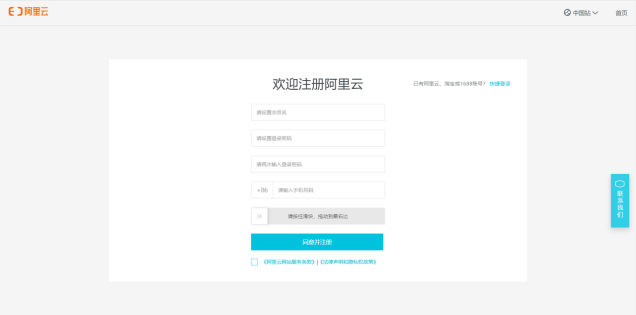 阿里云
中国站
首页
欢迎注册阿里云
已有阿里云、淘宝或1688账号? 快捷登录
请设置会员名
请设置登录密码
请再次输入登录密码
+86 请输入手机号码
请按住滑块，拖动到最右边
同意并注册
《阿里云网站服务条款》 | 《法律声明和隐私权政策》
联系我们